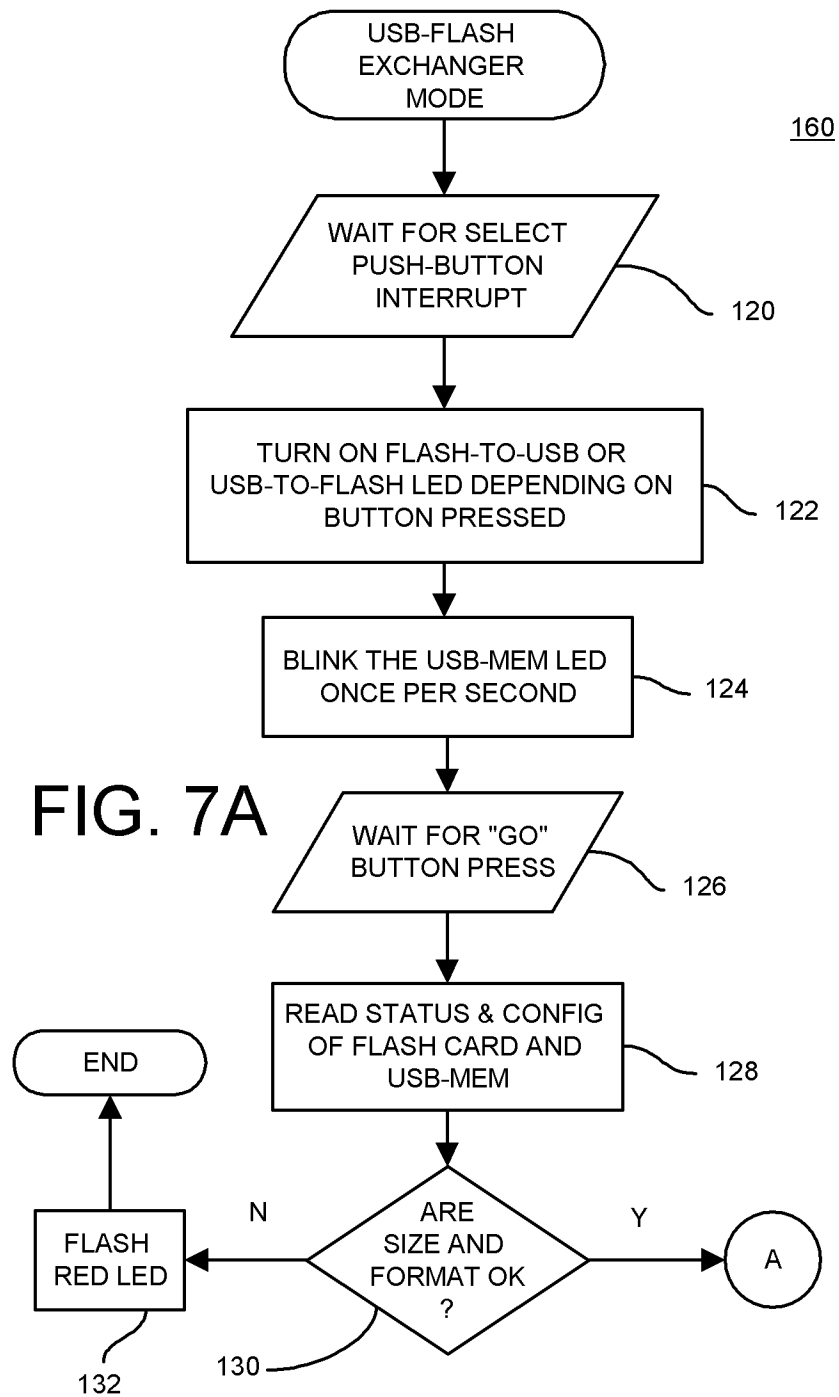 USB-FLASH
EXCHANGER
MODE
160
WAIT FOR SELECT
PUSH-BUTTON
INTERRUPT
120
TURN ON FLASH-TO-USB OR
USB-TO-FLASH LED DEPENDING ON
BUTTON PRESSED
122
BLINK THE USB-MEM LED
ONCE PER SECOND
124
FIG. 7A
WAIT FOR "GO"
BUTTON PRESS
126
READ STATUS & CONFIG
OF FLASH CARD AND
USB-MEM
128
END
N
ARE
SIZE AND
FORMAT OK
?
Y
A
FLASH
RED LED
132
130